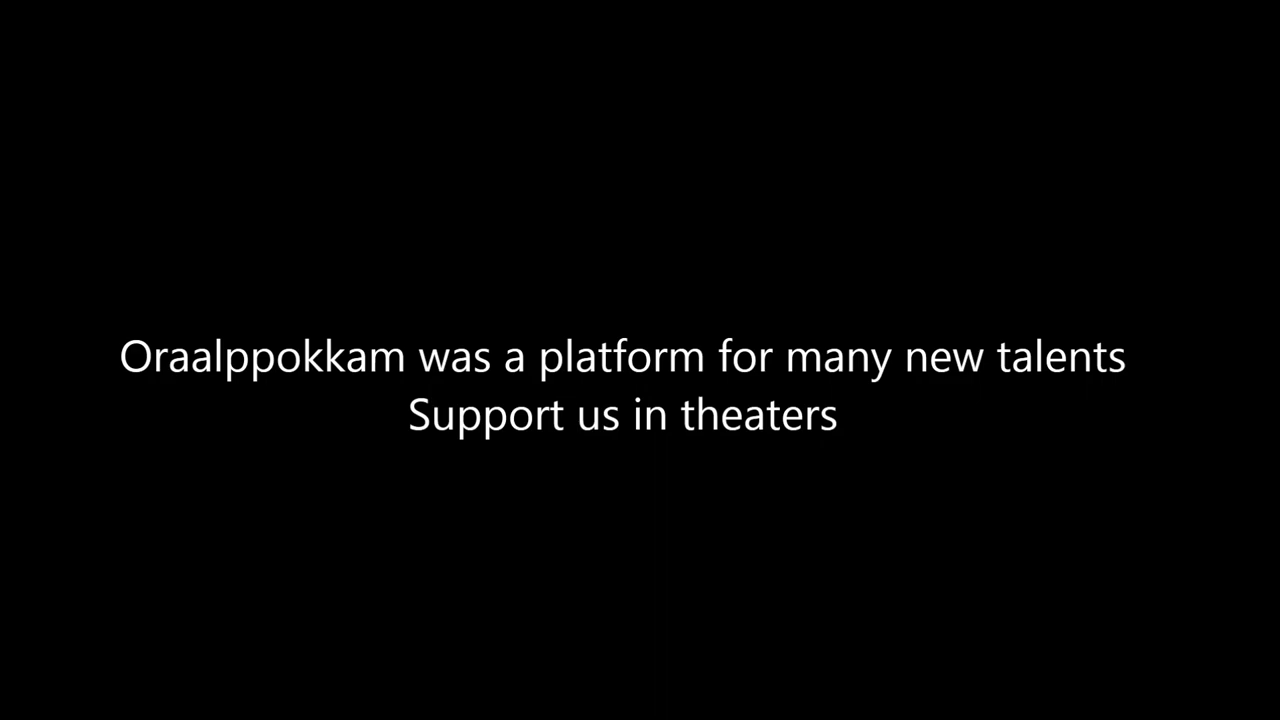 Oraalppokkam was a platform for many new talents
Support us in theaters